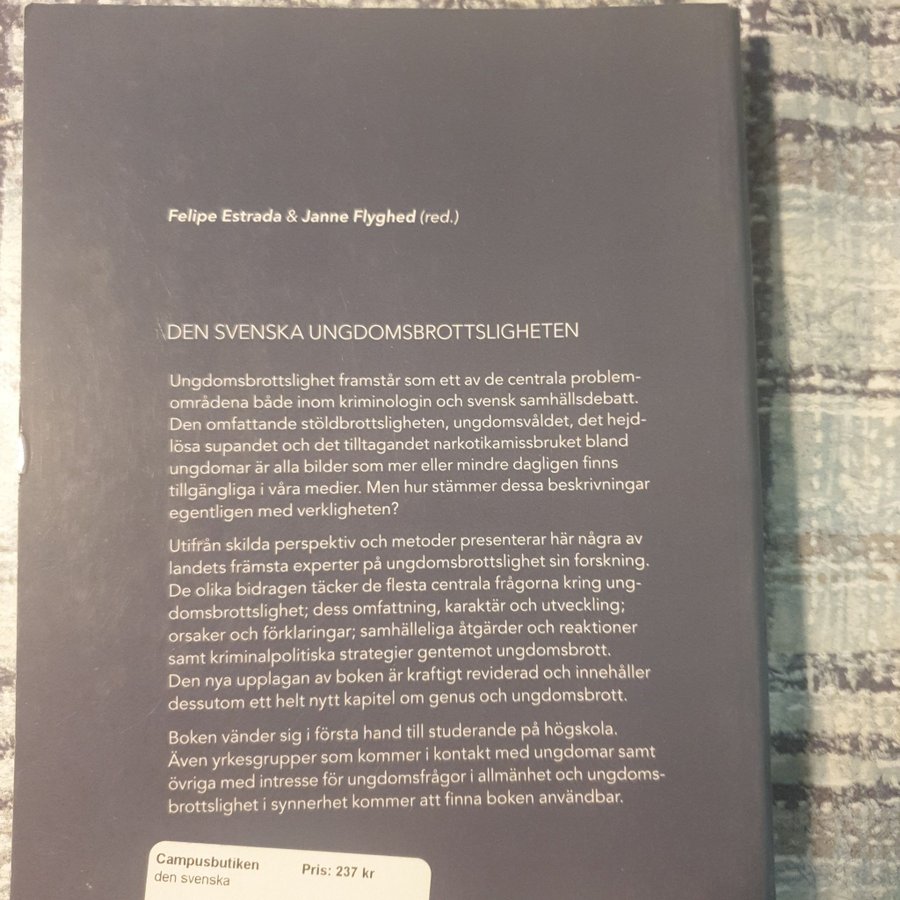 Felipe Estrada & Janne Flyghed (red.)
DEN SVENSKA UNGDOMSBROTTSLIGHETEN
Ungdomsbrottslighet framstår som ett av de centrala problem-
områdena både inom kriminologin och svensk samhällsdebatt.
Den omfattande stöldbrottsligheten, ungdomsvåldet, det hejd-
lösa supandet och det tilltagandet narkotikamissbruket bland
ungdomar är alla bilder som mer eller mindre dagligen finns
tillgängliga i våra medier. Men hur stämmer dessa beskrivningar
egentligen med verkligheten?
Utifrån skilda perspektiv och metoder presenterar här några av
landets främsta experter på ungdomsbrottslighet sin forskning.
De olika bidragen täcker de flesta centrala frågorna kring ung-
domsbrottslighet; dess omfattning, karaktär och utveckling;
orsaker och förklaringar; samhälleliga åtgärder och reaktioner
samt kriminalpolitiska strategier gentemot ungdomsbrott.
Den nya upplagan av boken är kraftigt reviderad och innehåller
dessutom ett helt nytt kapitel om genus och ungdomsbrott.
Boken vänder sig i första hand till studerande på högskola.
Även yrkesgrupper som kommer i kontakt med ungdomar samt
övriga med intresse för ungdomsfrågor i allmänhet och ungdoms-
brottslighet i synnerhet kommer att finna boken användbar.
Campusbutiken Pris: 237 kr
den svenska